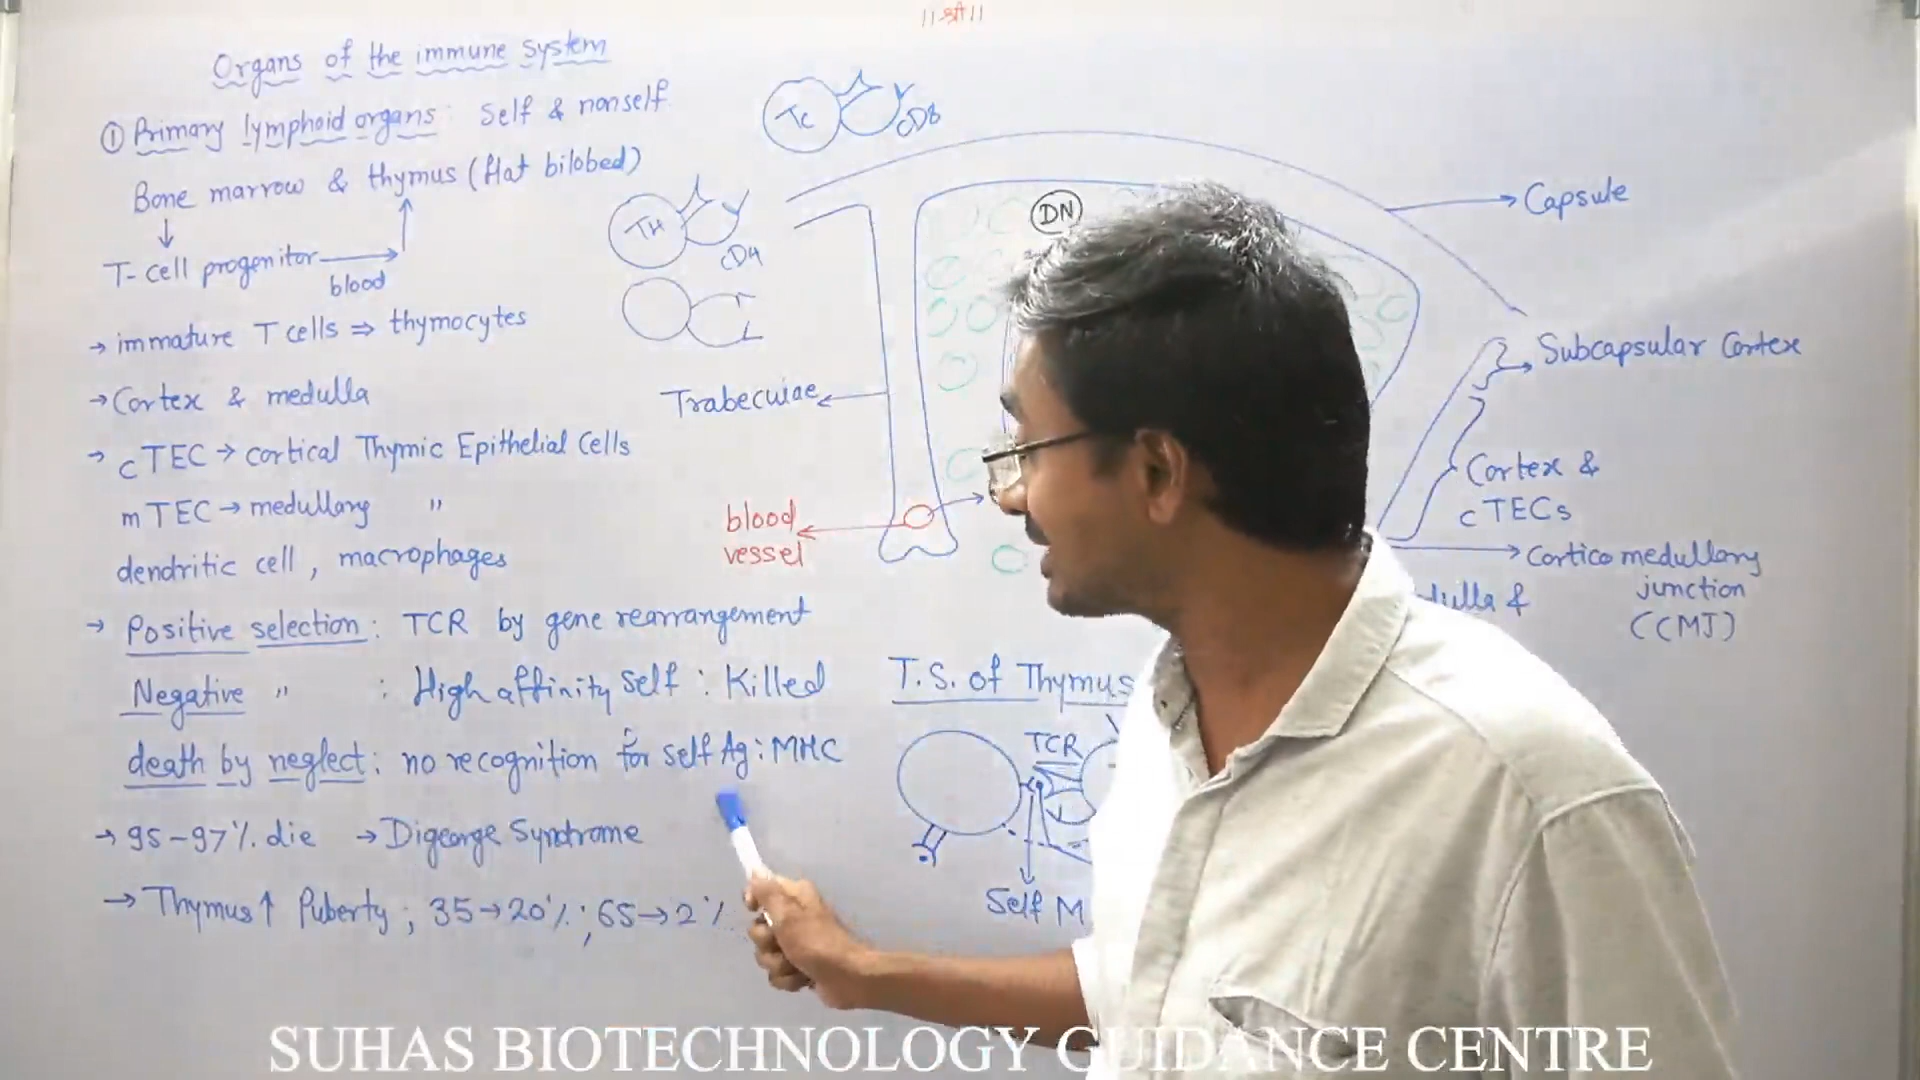 ||श्री||
Organs of the immune system
① Primary lymphoid organs: Self & nonself
Bone marrow & thymus (flat bilobed)
T-cell progenitor
blood
→ immature T cells ⇒ thymocytes
→ Cortex & medulla
→ cTEC → cortical Thymic Epithelial Cells
mTEC → medullary "
dendritic cell, macrophages
→ Positive selection: TCR by gene rearrangement
Negative " : High affinity self : Killed
death by neglect: no recognition for self Ag: MHC
→ 95-97% die → Digeorge Syndrome
→ Thymus↑ Puberty; 35→20%; 65→2%
Tc
CD8
TH
CD4
DN
Capsule
Trabeculae
Subcapsular Cortex
blood
vessel
Cortex &
cTECs
Cortico medullary
junction
(CMJ)
&
T.S. of Thymus
TCR
Self M
SUHAS BIOTECHNOLOGY GUIDANCE CENTRE